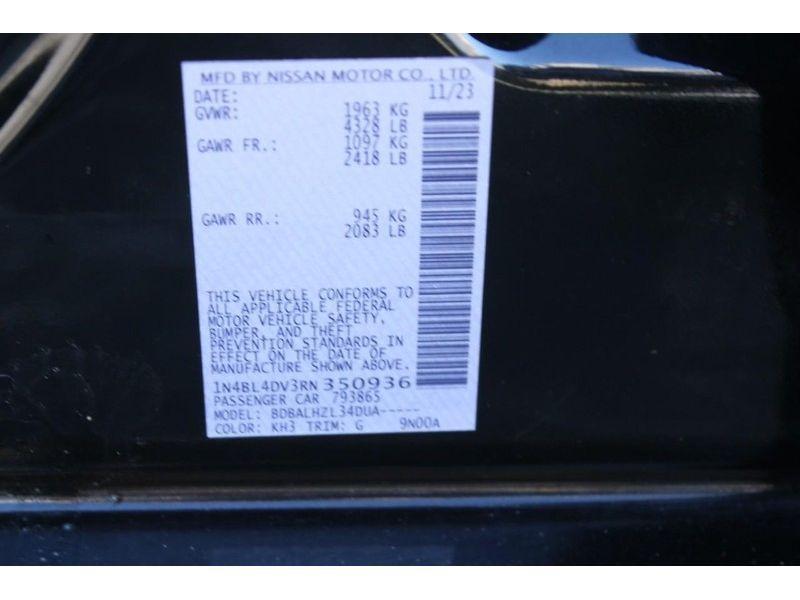 MFD BY NISSAN MOTOR CO., LTD.
DATE: 11/23
GVWR: 1963 KG
4328 LB
GAWR FR.: 1097 KG
2418 LB
GAWR RR.: 945 KG
2083 LB
THIS VEHICLE CONFORMS TO
ALL APPLICABLE FEDERAL
MOTOR VEHICLE SAFETY,
BUMPER, AND THEFT
PREVENTION STANDARDS IN
EFFECT ON THE DATE OF
MANUFACTURE SHOWN ABOVE.
1N4BL4DV3RN350936
PASSENGER CAR 793865
MODEL: BDBALHZL34DUA-----
COLOR: KH3 TRIM: G 9N00A